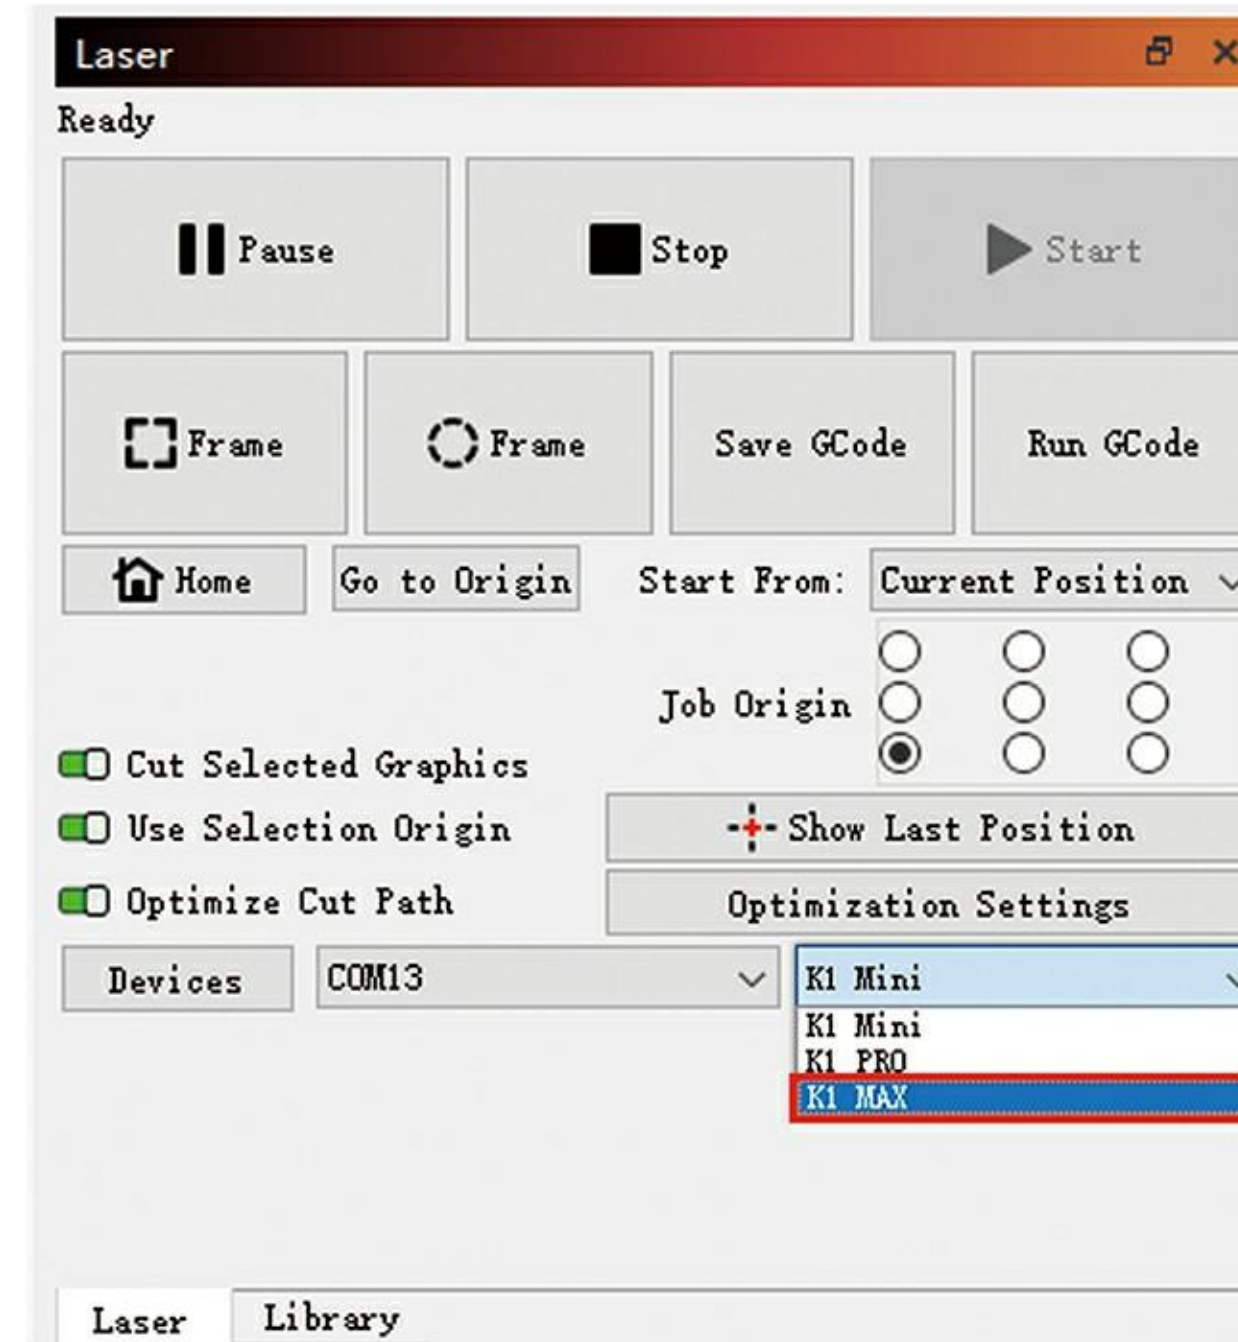 Laser
Ready
Pause
Stop
Start
Frame
Frame
Save GCode
Run GCode
Home
Go to Origin
Start From:
Current Position
Job Origin
Cut Selected Graphics
Use Selection Origin
Show Last Position
Optimize Cut Path
Optimization Settings
Devices
COM13
K1 Mini
K1 Mini
K1 PRO
K1 MAX
Laser
Library